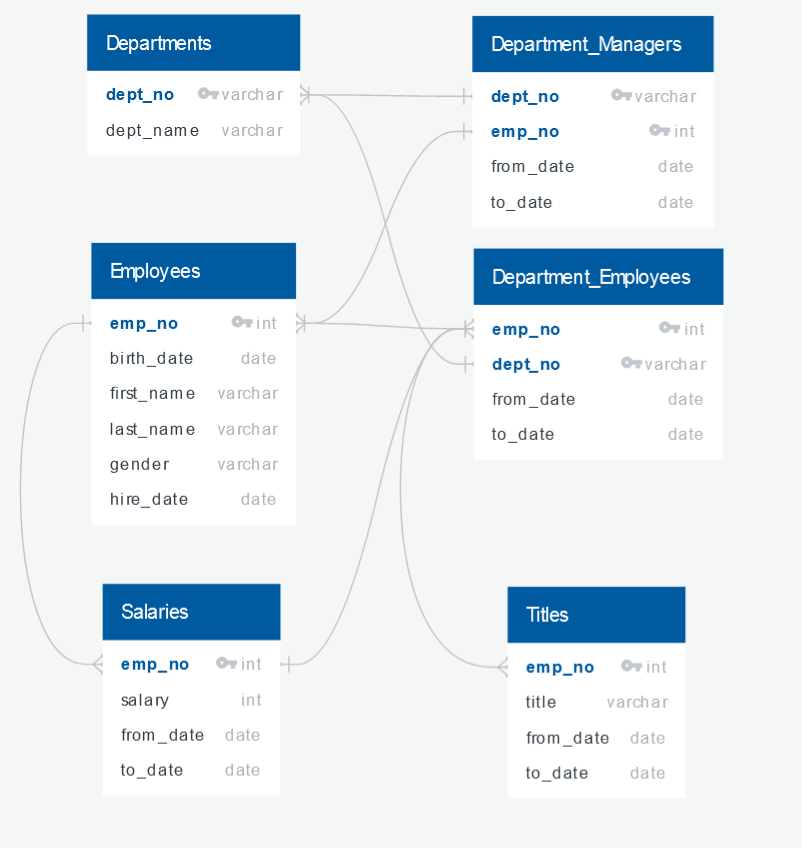 Departments
dept_no varchar
dept_name varchar
Department_Managers
dept_no varchar
emp_no int
from_date date
to_date date
Employees
emp_no int
birth_date date
first_name varchar
last_name varchar
gender varchar
hire_date date
Department_Employees
emp_no int
dept_no varchar
from_date date
to_date date
Salaries
emp_no int
salary int
from_date date
to_date date
Titles
emp_no int
title varchar
from_date date
to_date date